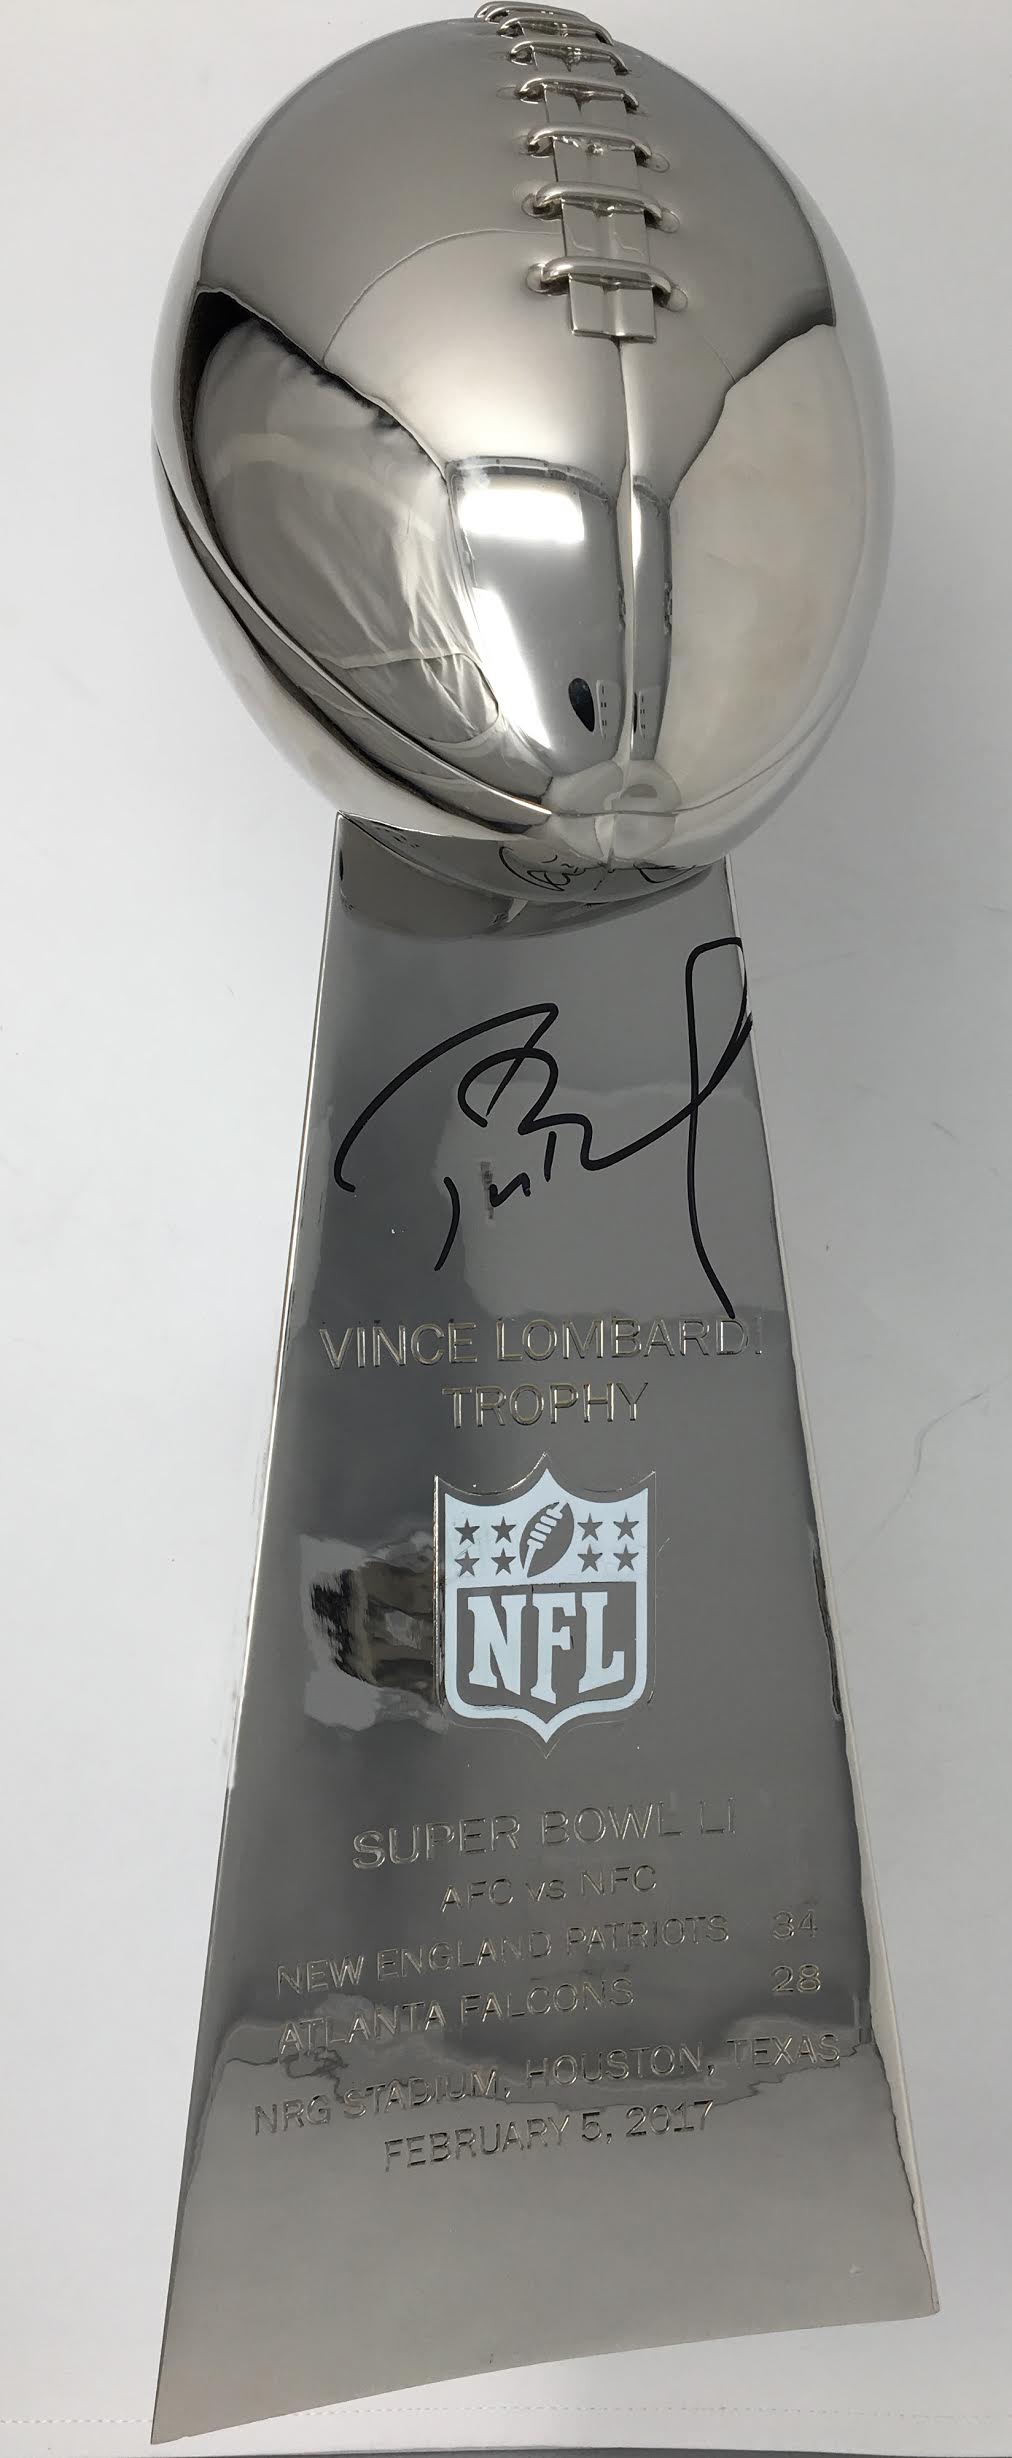 VINCE LOMBARDI
TROPHY
NFL
SUPER BOWL LI
AFC vs NFC
NEW ENGLAND PATRIOTS 34
ATLANTA FALCONS 28
NRG STADIUM, HOUSTON, TEXAS
FEBRUARY 5, 2017